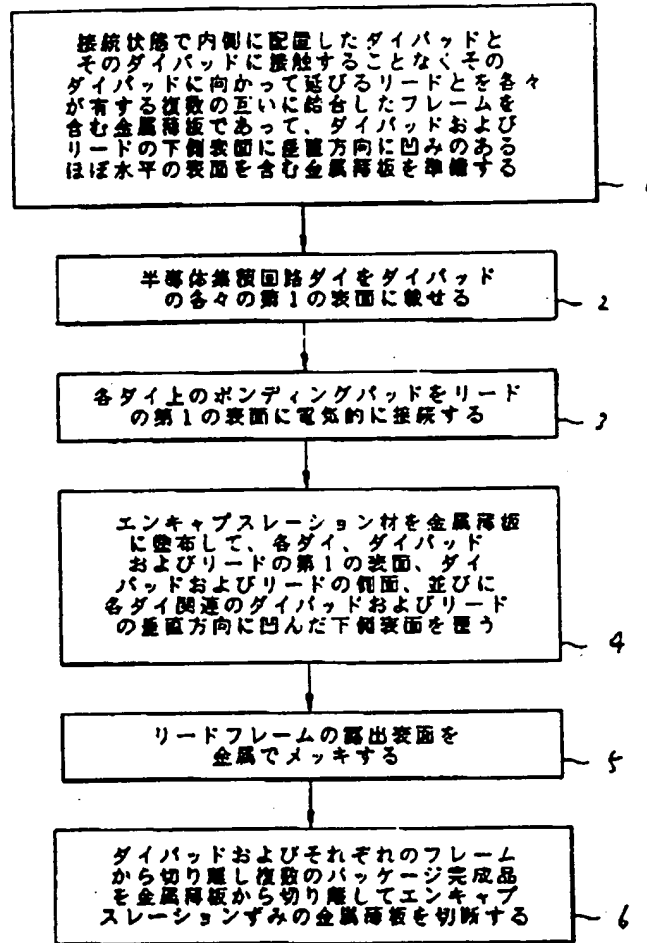 接続状態で内側に配置したダイパッドと
そのダイパッドに接触することなくその
ダイパッドに向かって延びるリードとを各々
が有する複数の互いに結合したフレームを
含む金属薄板であって、ダイパッドおよび
リードの下側表面に垂直方向に凹みのある
ほぼ水平の表面を含む金属薄板を準備する
半導体集積回路ダイをダイパッド
の各々の第1の表面に載せる
2
各ダイ上のボンディングパッドをリード
の第1の表面に電気的に接続する
3
エンキャプスレーション材を金属薄板
に塗布して、各ダイ、ダイパッド
およびリードの第1の表面、ダイ
パッドおよびリードの側面、並びに
各ダイ関連のダイパッドおよびリード
の垂直方向に凹んだ下側表面を覆う
4
リードフレームの露出表面を
金属でメッキする
5
ダイパッドおよびそれぞれのフレーム
から切り離し複数のパッケージ完成品
を金属薄板から切り離してエンキャプ
スレーションずみの金属薄板を切断する
6